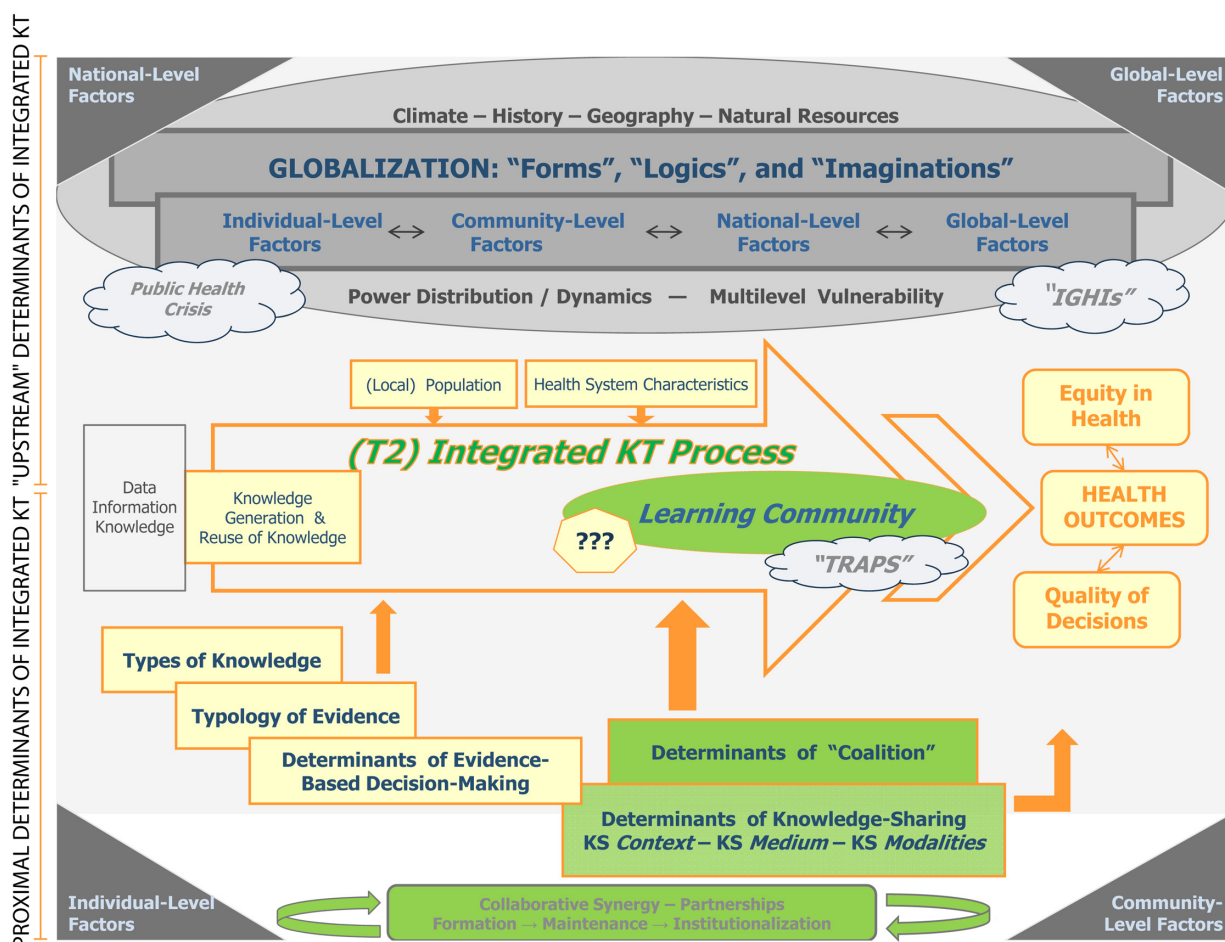 "UPSTREAM" DETERMINANTS OF INTEGRATED KT
PROXIMAL DETERMINANTS OF INTEGRATED KT
National-Level
Factors
Global-Level
Factors
Climate – History – Geography – Natural Resources
GLOBALIZATION: “Forms”, “Logics”, and “Imaginations”
Individual-Level
Factors
Community-Level
Factors
National-Level
Factors
Global-Level
Factors
Public Health
Crisis
Power Distribution / Dynamics — Multilevel Vulnerability
“IGHIs”
(Local) Population
Health System Characteristics
Equity in
Health
(T2) Integrated KT Process
Data
Information
Knowledge
Knowledge
Generation &
Reuse of Knowledge
Learning Community
???
“TRAPS”
HEALTH
OUTCOMES
Quality of
Decisions
Types of Knowledge
Typology of Evidence
Determinants of Evidence-
Based Decision-Making
Determinants of “Coalition”
Determinants of Knowledge-Sharing
KS Context – KS Medium – KS Modalities
Individual-Level
Factors
Collaborative Synergy – Partnerships
Formation → Maintenance → Institutionalization
Community-
Level Factors